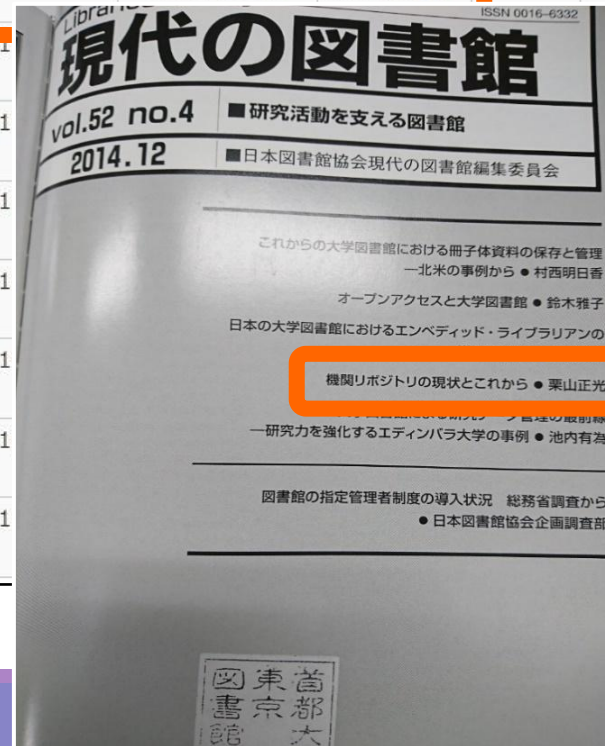 ISSN 0016-6332
現代の図書館
vol.52 no.4
■研究活動を支える図書館
2014.12
■日本図書館協会現代の図書館編集委員会
これからの大学図書館における冊子体資料の保存と管理
―北米の事例から ● 村西明日香
オープンアクセスと大学図書館 ● 鈴木雅子
日本の大学図書館におけるエンベディッド・ライブラリアンの
機関リポジトリの現状とこれから ● 栗山正光
―研究力を強化するエディンバラ大学の事例 ● 池内有為
図書館の指定管理者制度の導入状況 総務省調査から
● 日本図書館協会企画調査部
首都大
東京
図書館